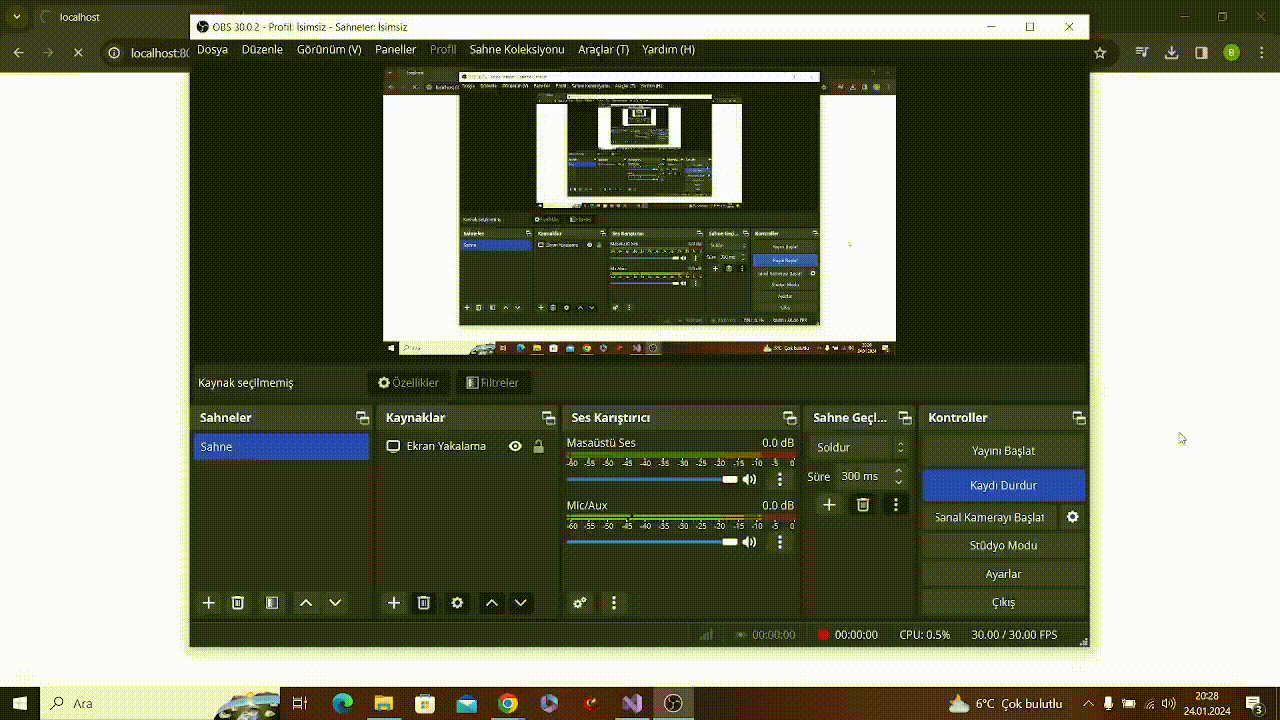 localhost
localhost:80
OBS 30.0.2 - Profil: İsimsiz - Sahneler: İsimsiz
Dosya Düzenle Görünüm (V) Paneller Profil Sahne Koleksiyonu Araçlar (T) Yardım (H)
Kaynak seçilmemiş Özellikler Filtreler
Sahneler Kaynaklar Ses Karıştırıcı Sahne Geçl... Kontroller
Sahne
Ekran Yakalama
Masaüstü Ses 0.0 dB
-60 -55 -50 -45 -40 -35 -30 -25 -20 -15 -10 -5 0
Mic/Aux 0.0 dB
-60 -55 -50 -45 -40 -35 -30 -25 -20 -15 -10 -5 0
Soldur
Süre 300 ms
Yayını Başlat
Kaydı Durdur
Sanal Kamerayı Başlat
Stüdyo Modu
Ayarlar
Çıkış
00:00:00 00:00:00 CPU: 0.5% 30.00 / 30.00 FPS
Ara
6°C Çok bulutlu
20:28
24.01.2024
3
B